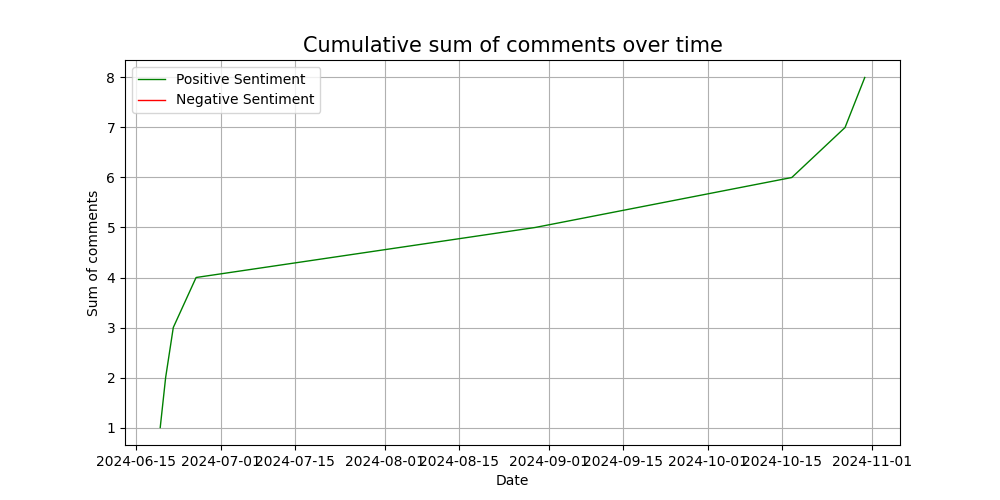 Cumulative sum of comments over time
Positive Sentiment
Negative Sentiment
Sum of comments
8
7
6
5
4
3
2
1
2024-06-15 2024-07-01 2024-07-15 2024-08-01 2024-08-15 2024-09-01 2024-09-15 2024-10-01 2024-10-15 2024-11-01
Date